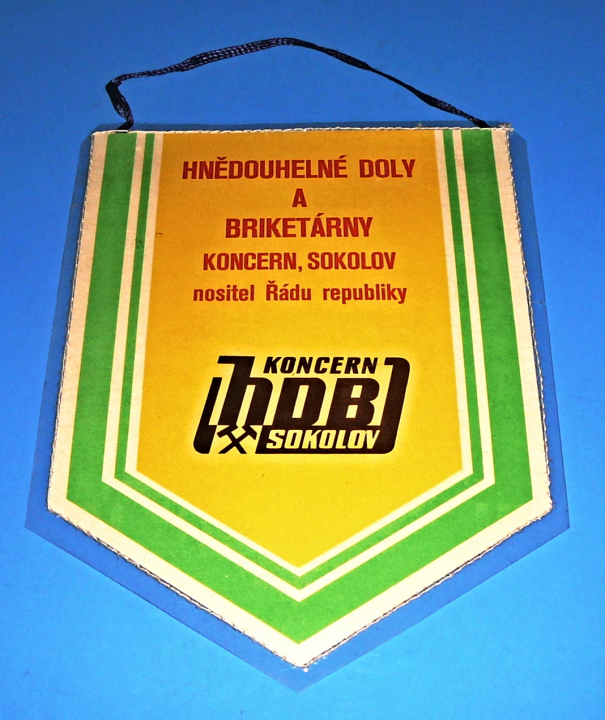 HNĚDOUHELNÉ DOLY
A
BRIKETÁRNY
KONCERN, SOKOLOV
nositel Řádu republiky
KONCERN
HDB
SOKOLOV